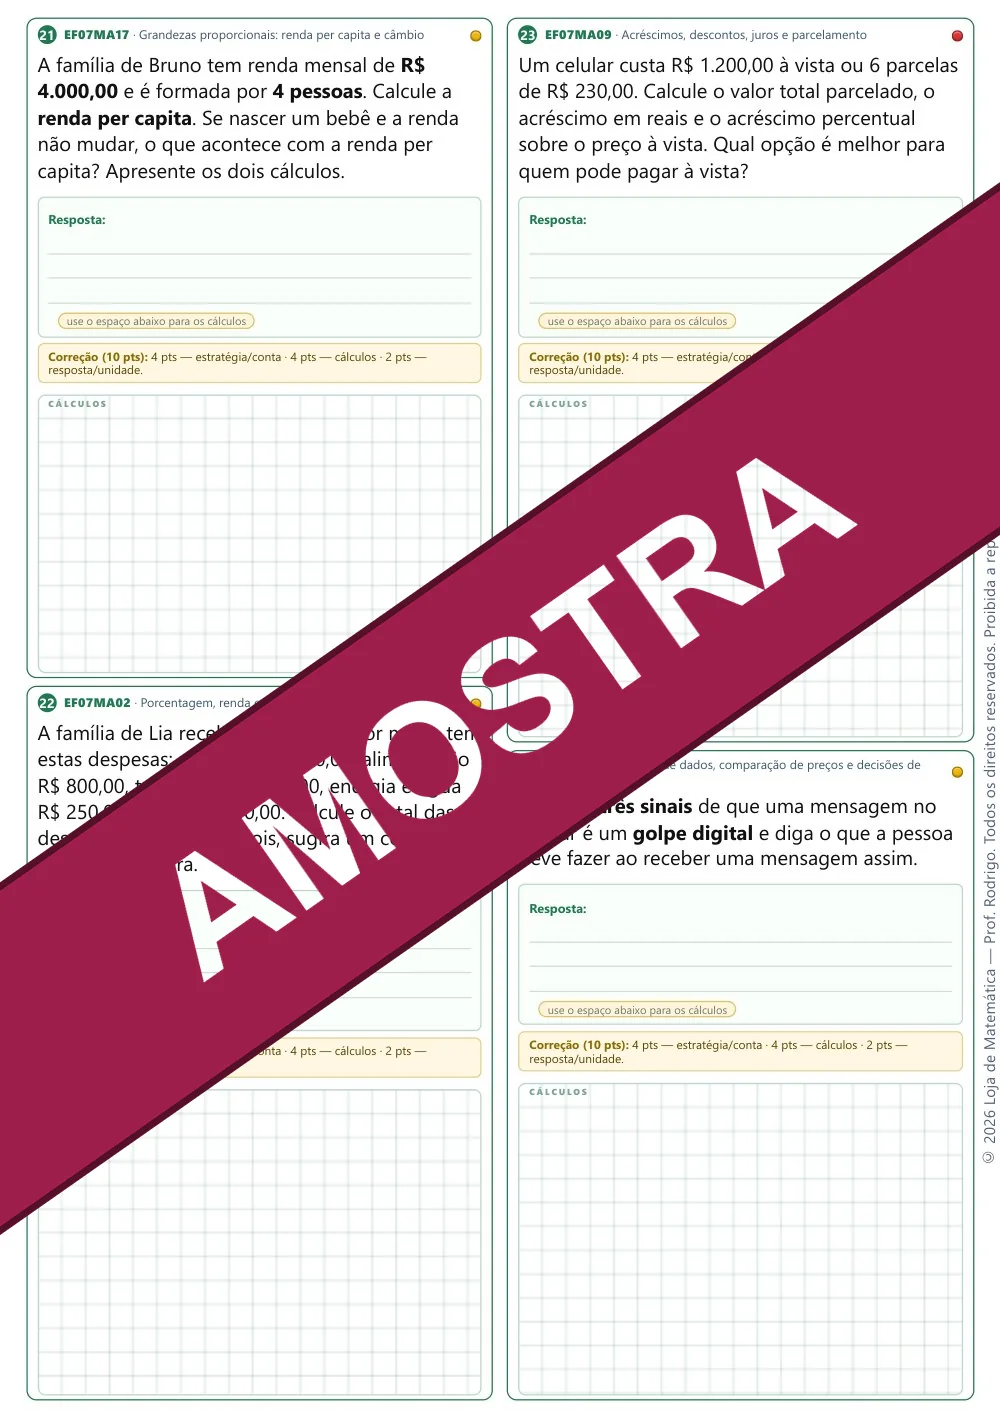 21 EF07MA17 · Grandezas proporcionais: renda per capita e câmbio
A família de Bruno tem renda mensal de R$
4.000,00 e é formada por 4 pessoas. Calcule a
renda per capita. Se nascer um bebê e a renda
não mudar, o que acontece com a renda per
capita? Apresente os dois cálculos.
Resposta:
use o espaço abaixo para os cálculos
Correção (10 pts): 4 pts — estratégia/conta · 4 pts — cálculos · 2 pts —
resposta/unidade.
CÁLCULOS
22 EF07MA02 · Porcentagem, renda
A família de Lia
estas despesas:
R$ 800,00, energia
R$ 250
sugira um
conta · 4 pts — cálculos · 2 pts —
23 EF07MA09 · Acréscimos, descontos, juros e parcelamento
Um celular custa R$ 1.200,00 à vista ou 6 parcelas
de R$ 230,00. Calcule o valor total parcelado, o
acréscimo em reais e o acréscimo percentual
sobre o preço à vista. Qual opção é melhor para
quem pode pagar à vista?
Resposta:
use o espaço abaixo para os cálculos
Correção (10 pts): 4 pts — estratégia/
resposta/unidade.
CÁLCULOS
de dados, comparação de preços e decisões de
três sinais de que uma mensagem no
é um golpe digital e diga o que a pessoa
deve fazer ao receber uma mensagem assim.
Resposta:
use o espaço abaixo para os cálculos
Correção (10 pts): 4 pts — estratégia/conta · 4 pts — cálculos · 2 pts —
resposta/unidade.
CÁLCULOS
AMOSTRA
© 2026 Loja de Matemática — Prof. Rodrigo. Todos os direitos reservados. Proibida a rep